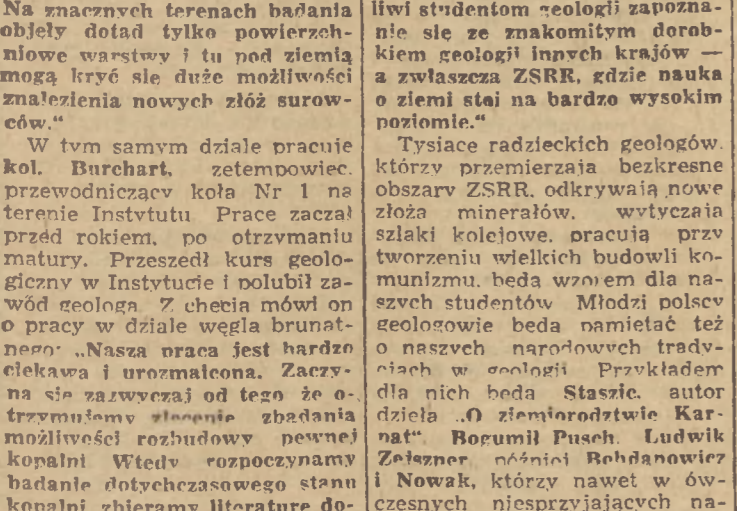 Na znacznych terenach badania
objęły dotąd tylko powierzch-
niowe warstwy i tu pod ziemią
mogą kryć się duże możliwości
znalezienia nowych złóż surow-
ców."
W tym samym dziale pracuje
kol. Burchart, zetempowiec,
przewodniczący koła Nr 1 na
terenie Instytutu. Prace zaczął
przed rokiem, po otrzymaniu
matury. Przeszedł kurs geolo-
giczny w Instytucie i polubił za-
wód geologa. Z chęcią mówi on
o pracy w dziale węgla brunat-
nego: „Nasza praca jest bardzo
ciekawa i urozmaicona. Zaczy-
na się zazwyczaj od tego że o-
trzymujemy zlecenie zbadania
możliwości rozbudowy pewnej
kopalni Wtedy rozpoczynamy
badanie dotychczasowego stanu
kopalni, zbieramy literaturę do-
liwi studentom geologii zapozna-
nie się ze znakomitym dorob-
kiem geologii innych krajów —
a zwłaszcza ZSRR, gdzie nauka
o ziemi stoi na bardzo wysokim
poziomie."
Tysiące radzieckich geologów,
którzy przemierzają bezkresne
obszary ZSRR, odkrywają nowe
złoża minerałów, wytyczają
szlaki kolejowe, pracują przy
tworzeniu wielkich budowli ko-
munizmu, będą wzorem dla na-
szych studentów Młodzi polscy
geologowie będą pamiętać też
o naszych narodowych trady-
cjach w geologii Przykładem
dla nich będą Staszic, autor
dzieła „O ziemiorodztwie Kar-
pat", Bogumił Pusch, Ludwik
Zejszner, później Bohdanowicz
i Nowak, którzy nawet w ów-
czesnych niesprzyjających na-